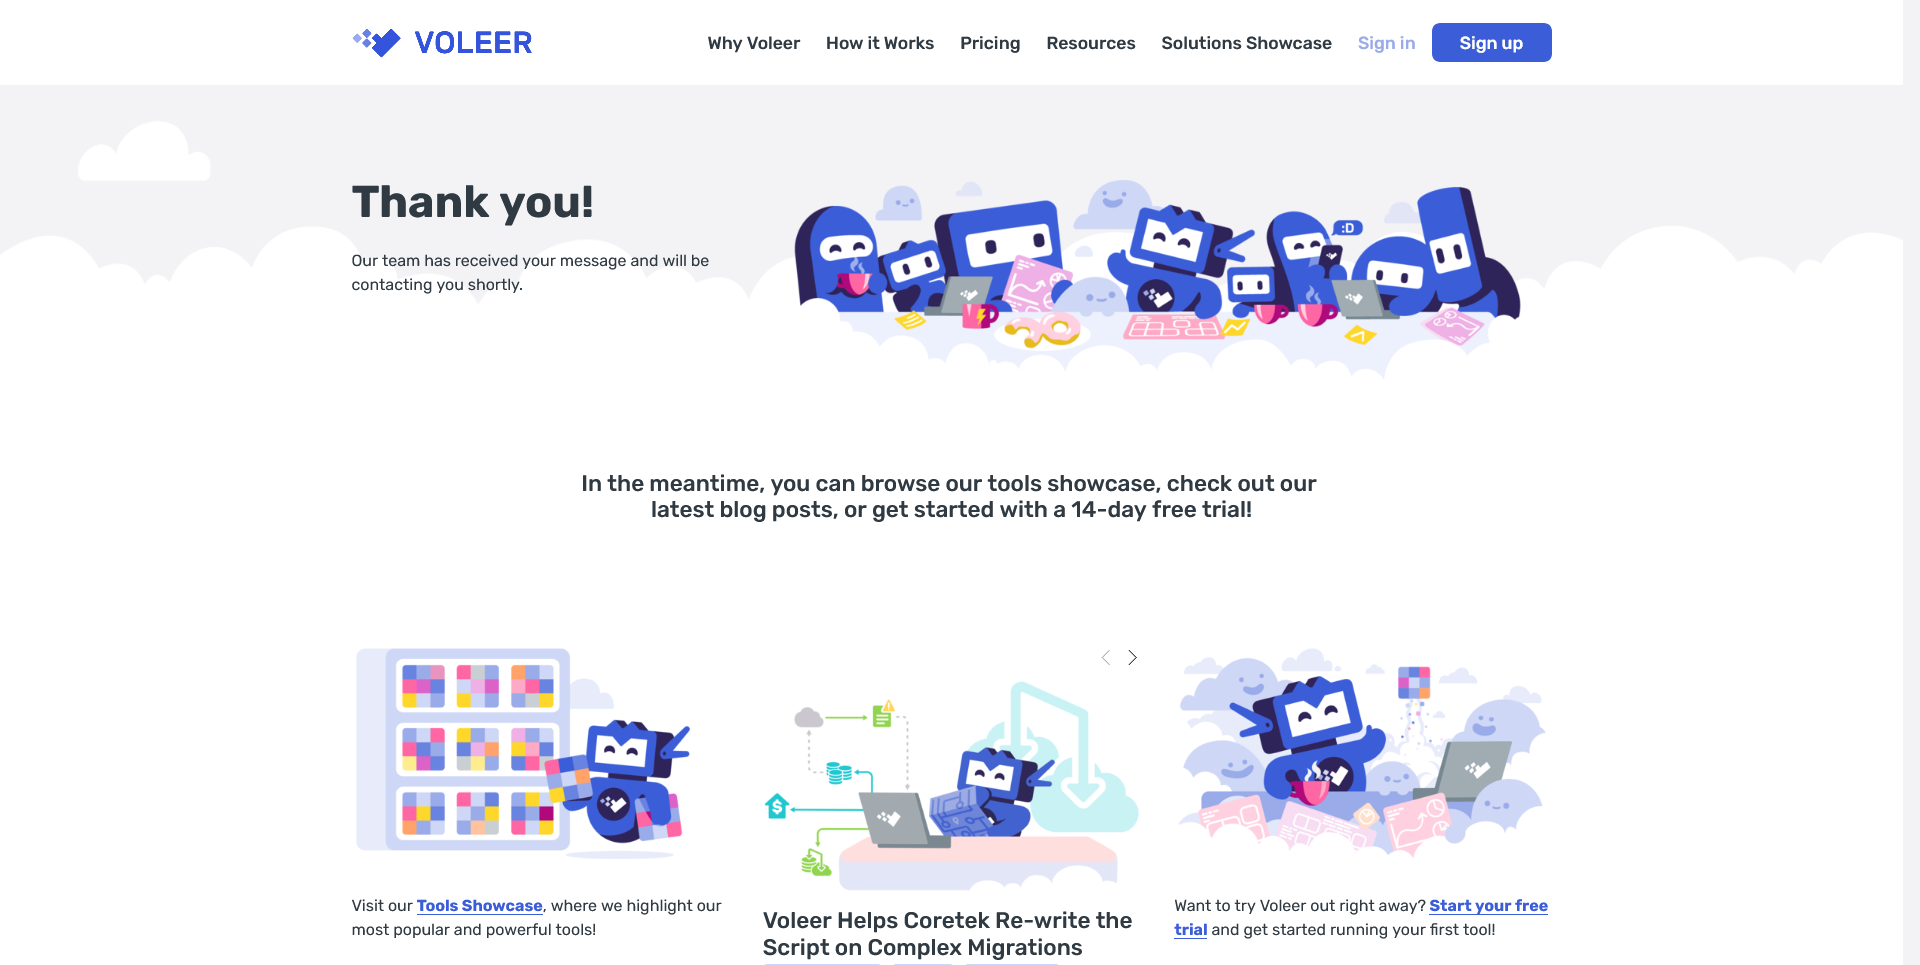 VOLEER
Why Voleer
How it Works
Pricing
Resources
Solutions Showcase
Sign in
Sign up
Thank you!
Our team has received your message and will be
contacting you shortly.
:D
In the meantime, you can browse our tools showcase, check out our
latest blog posts, or get started with a 14-day free trial!
Visit our Tools Showcase, where we highlight our
most popular and powerful tools!
$
Voleer Helps Coretek Re-write the
Script on Complex Migrations
Want to try Voleer out right away? Start your free
trial and get started running your first tool!